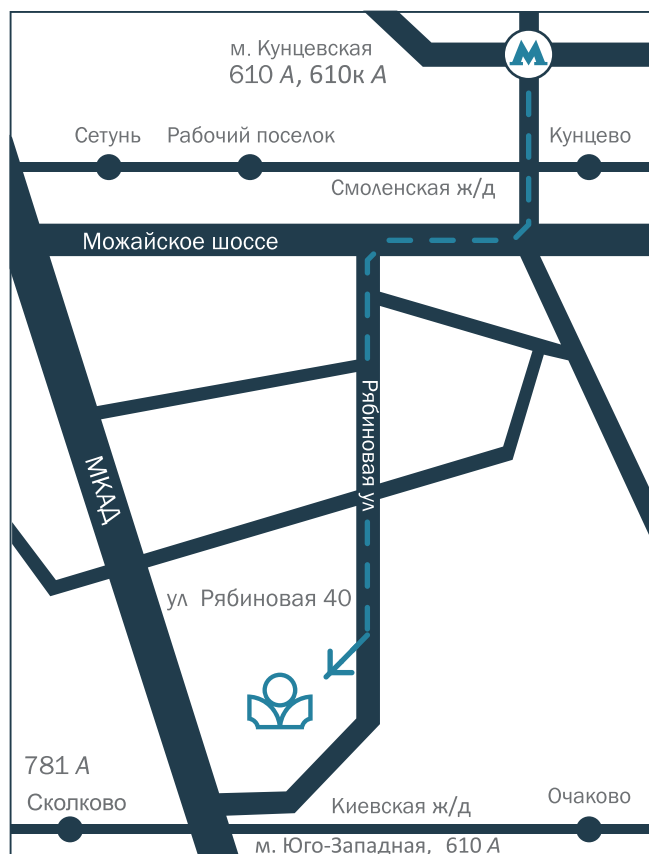 м. Кунцевская
610 А, 610к А
М
Сетунь
Рабочий поселок
Кунцево
Смоленская ж/д
Можайское шоссе
Рябиновая ул
МКАД
ул Рябиновая 40
781 А
Сколково
Киевская ж/д
Очаково
м. Юго-Западная, 610 А